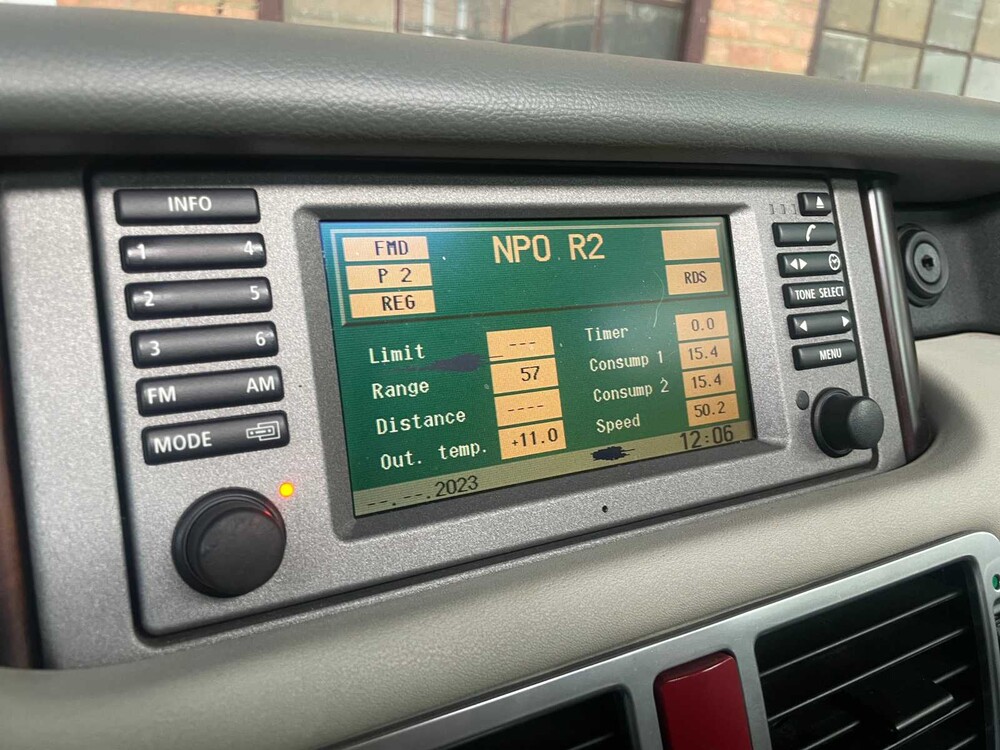 INFO
1 4
2 5
3 6
FM AM
MODE
FMD
P 2
REG
NPO R2
RDS
Limit ---
Range 57
Distance ----
Out. temp. +11.0
Timer 0.0
Consump 1 15.4
Consump 2 15.4
Speed 50.2
--.--.2023
12:06
TONE SELECT
MENU